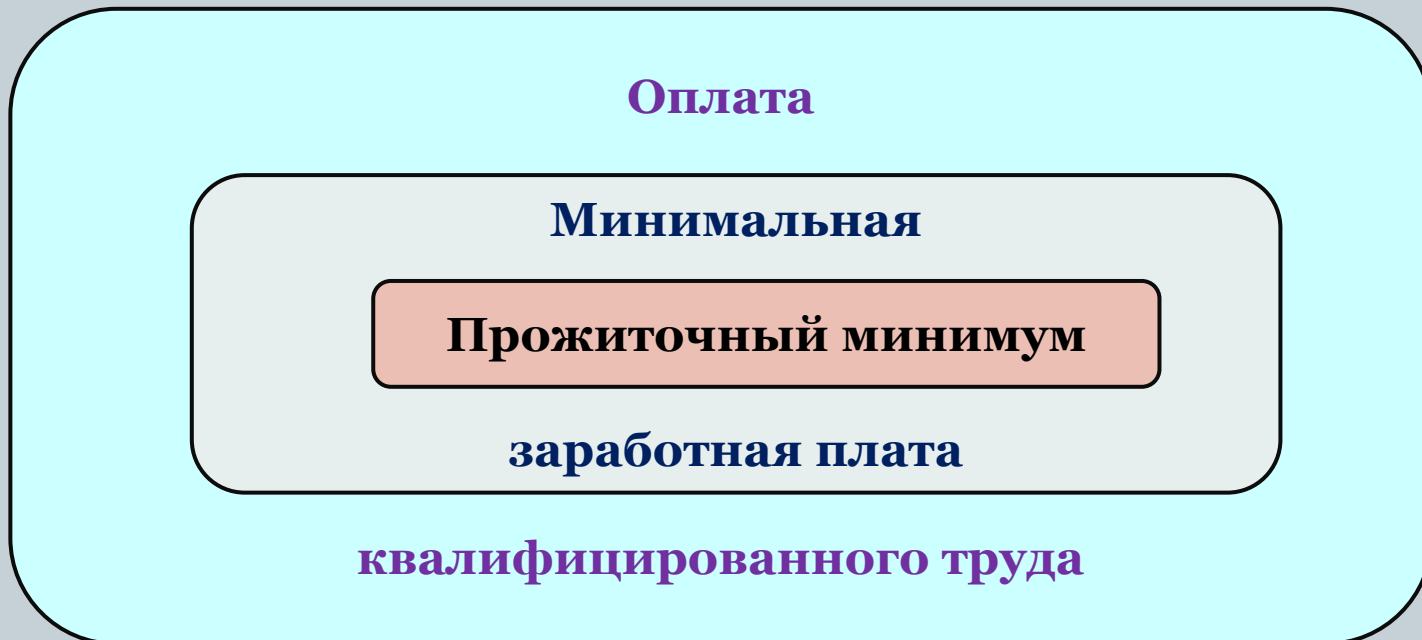 Оплата
Минимальная
Прожиточный минимум
заработная плата
квалифицированного труда